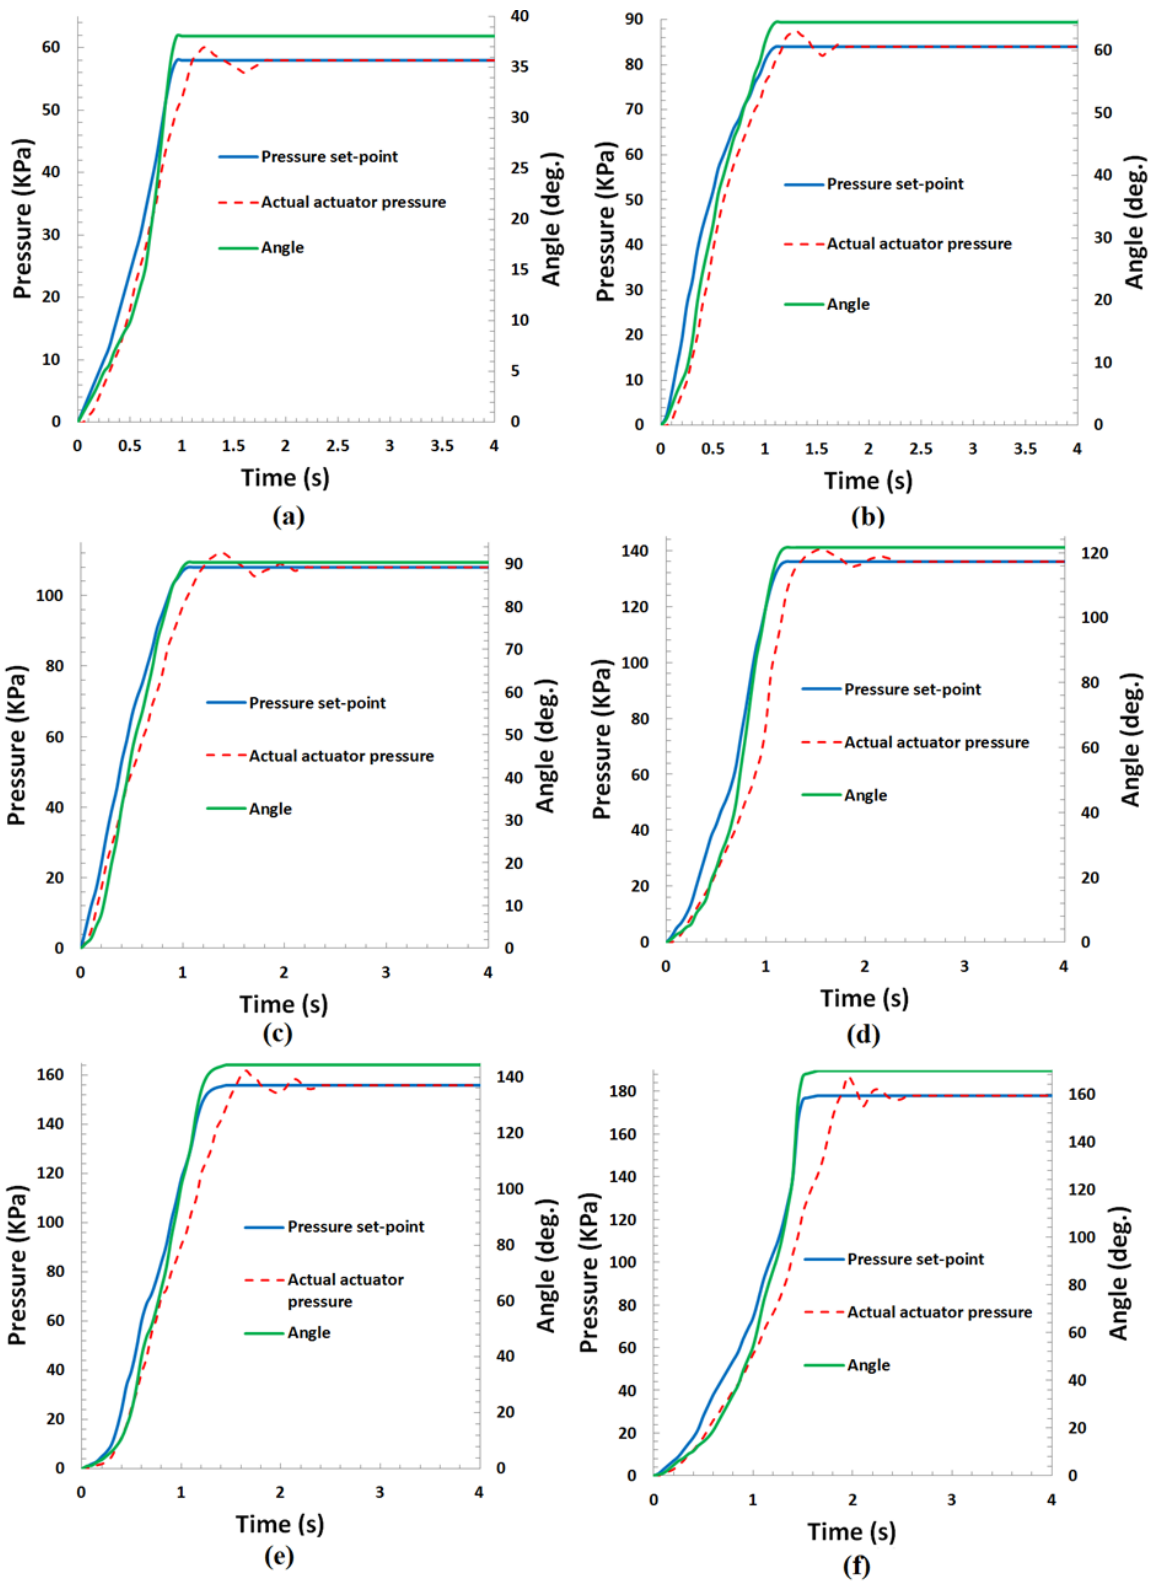 Pressure (KPa)
60
50
40
30
20
10
0
40
35
30
25
20
15
10
5
0
Angle (deg.)
Pressure set-point
Actual actuator pressure
Angle
0 0.5 1 1.5 2 2.5 3 3.5 4
Time (s)
(a)
Pressure (KPa)
90
80
70
60
50
40
30
20
10
0
60
50
40
30
20
10
0
Angle (deg.)
Pressure set-point
Actual actuator pressure
Angle
0 0.5 1 1.5 2 2.5 3 3.5 4
Time (s)
(b)
Pressure (KPa)
100
80
60
40
20
0
90
80
70
60
50
40
30
20
10
0
Angle (deg.)
Pressure set-point
Actual actuator pressure
Angle
0 1 2 3 4
Time (s)
(c)
Pressure (KPa)
140
120
100
80
60
40
20
0
120
100
80
60
40
20
0
Angle (deg.)
Pressure set-point
Actual actuator pressure
Angle
0 1 2 3 4
Time (s)
(d)
Pressure (KPa)
160
140
120
100
80
60
40
20
0
140
120
100
80
60
40
20
0
Angle (deg.)
Pressure set-point
Actual actuator
pressure
Angle
0 1 2 3 4
Time (s)
(e)
Pressure (KPa)
180
160
140
120
100
80
60
40
20
0
160
140
120
100
80
60
40
20
0
Angle (deg.)
Pressure set-point
Actual actuator pressure
Angle
0 1 2 3 4
Time (s)
(f)